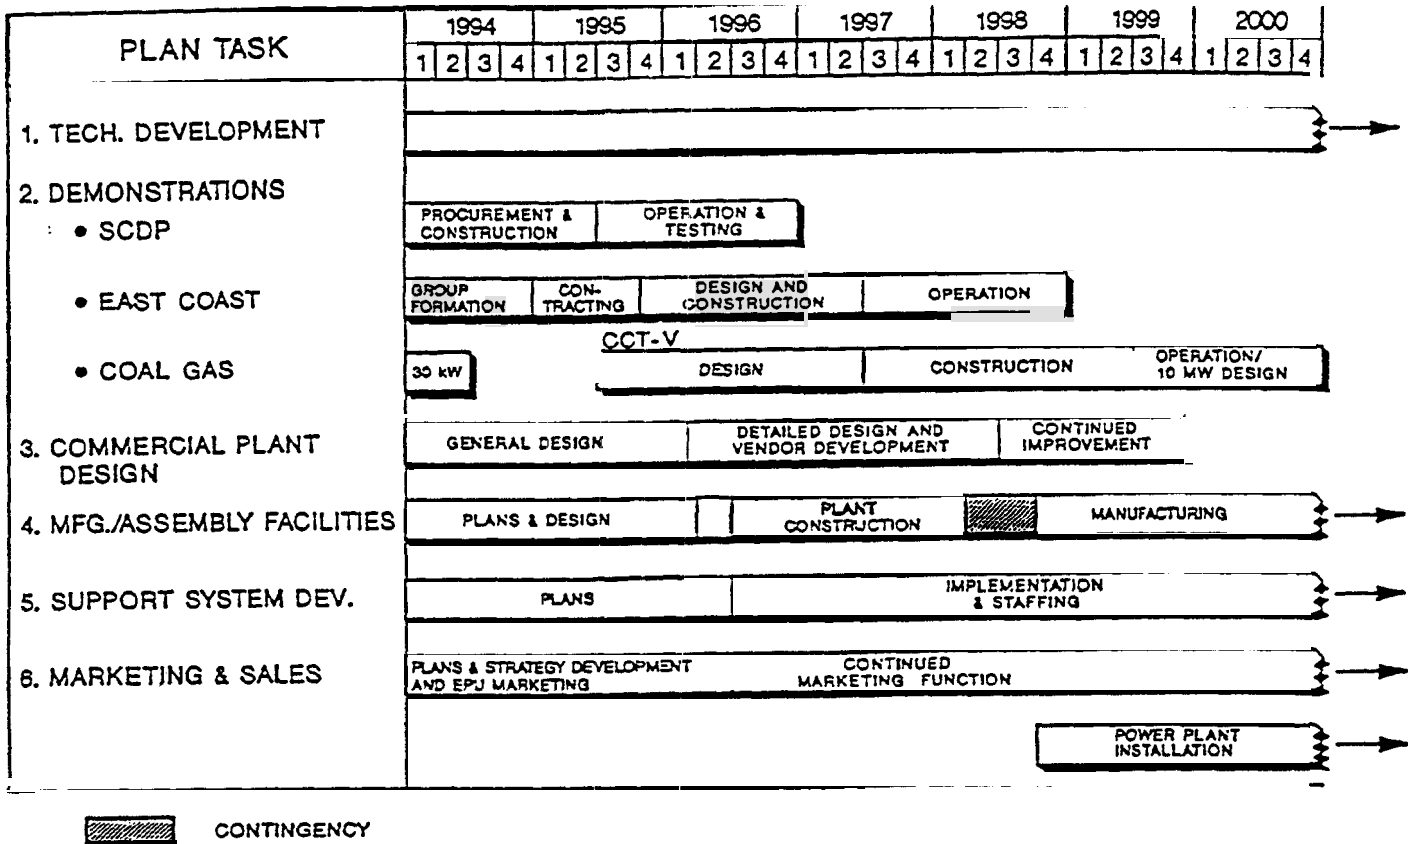 PLAN TASK
1994 1995 1996 1997 1998 1999 2000
1 2 3 4 1 2 3 4 1 2 3 4 1 2 3 4 1 2 3 4 1 2 3 4 1 2 3 4
1. TECH. DEVELOPMENT
2. DEMONSTRATIONS
• SCDP
PROCUREMENT &
CONSTRUCTION
OPERATION &
TESTING
• EAST COAST
GROUP
FORMATION
CON-
TRACTING
DESIGN AND
CONSTRUCTION
OPERATION
• COAL GAS
30 kW
CCT-V
DESIGN
CONSTRUCTION
OPERATION/
10 MW DESIGN
3. COMMERCIAL PLANT
DESIGN
GENERAL DESIGN
DETAILED DESIGN AND
VENDOR DEVELOPMENT
CONTINUED
IMPROVEMENT
4. MFG./ASSEMBLY FACILITIES
PLANS & DESIGN
PLANT
CONSTRUCTION
MANUFACTURING
5. SUPPORT SYSTEM DEV.
PLANS
IMPLEMENTATION
& STAFFING
6. MARKETING & SALES
PLANS & STRATEGY DEVELOPMENT
AND EPU MARKETING
CONTINUED
MARKETING FUNCTION
POWER PLANT
INSTALLATION
CONTINGENCY